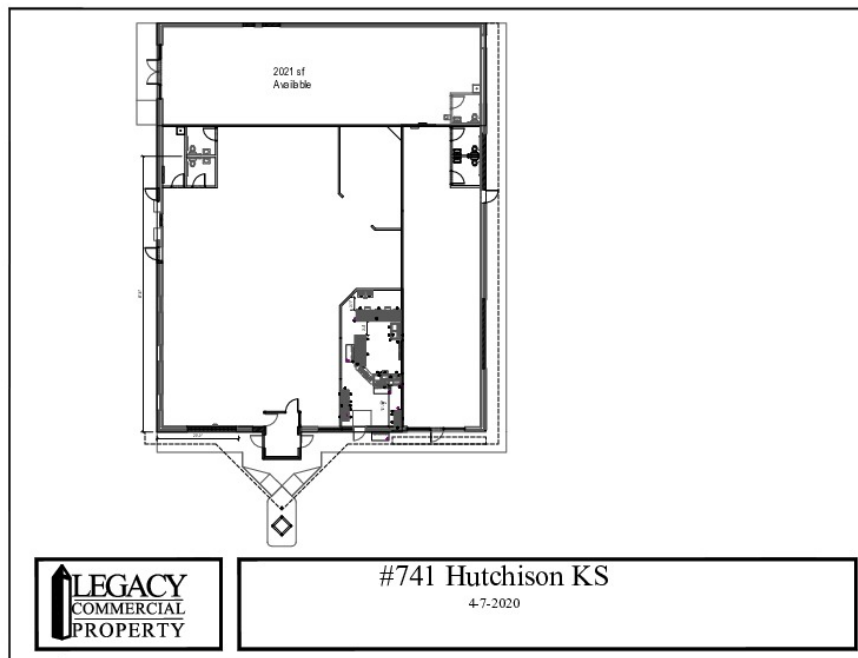 2021 sf
Available
LEGACY
COMMERCIAL
PROPERTY
#741 Hutchison KS
4-7-2020